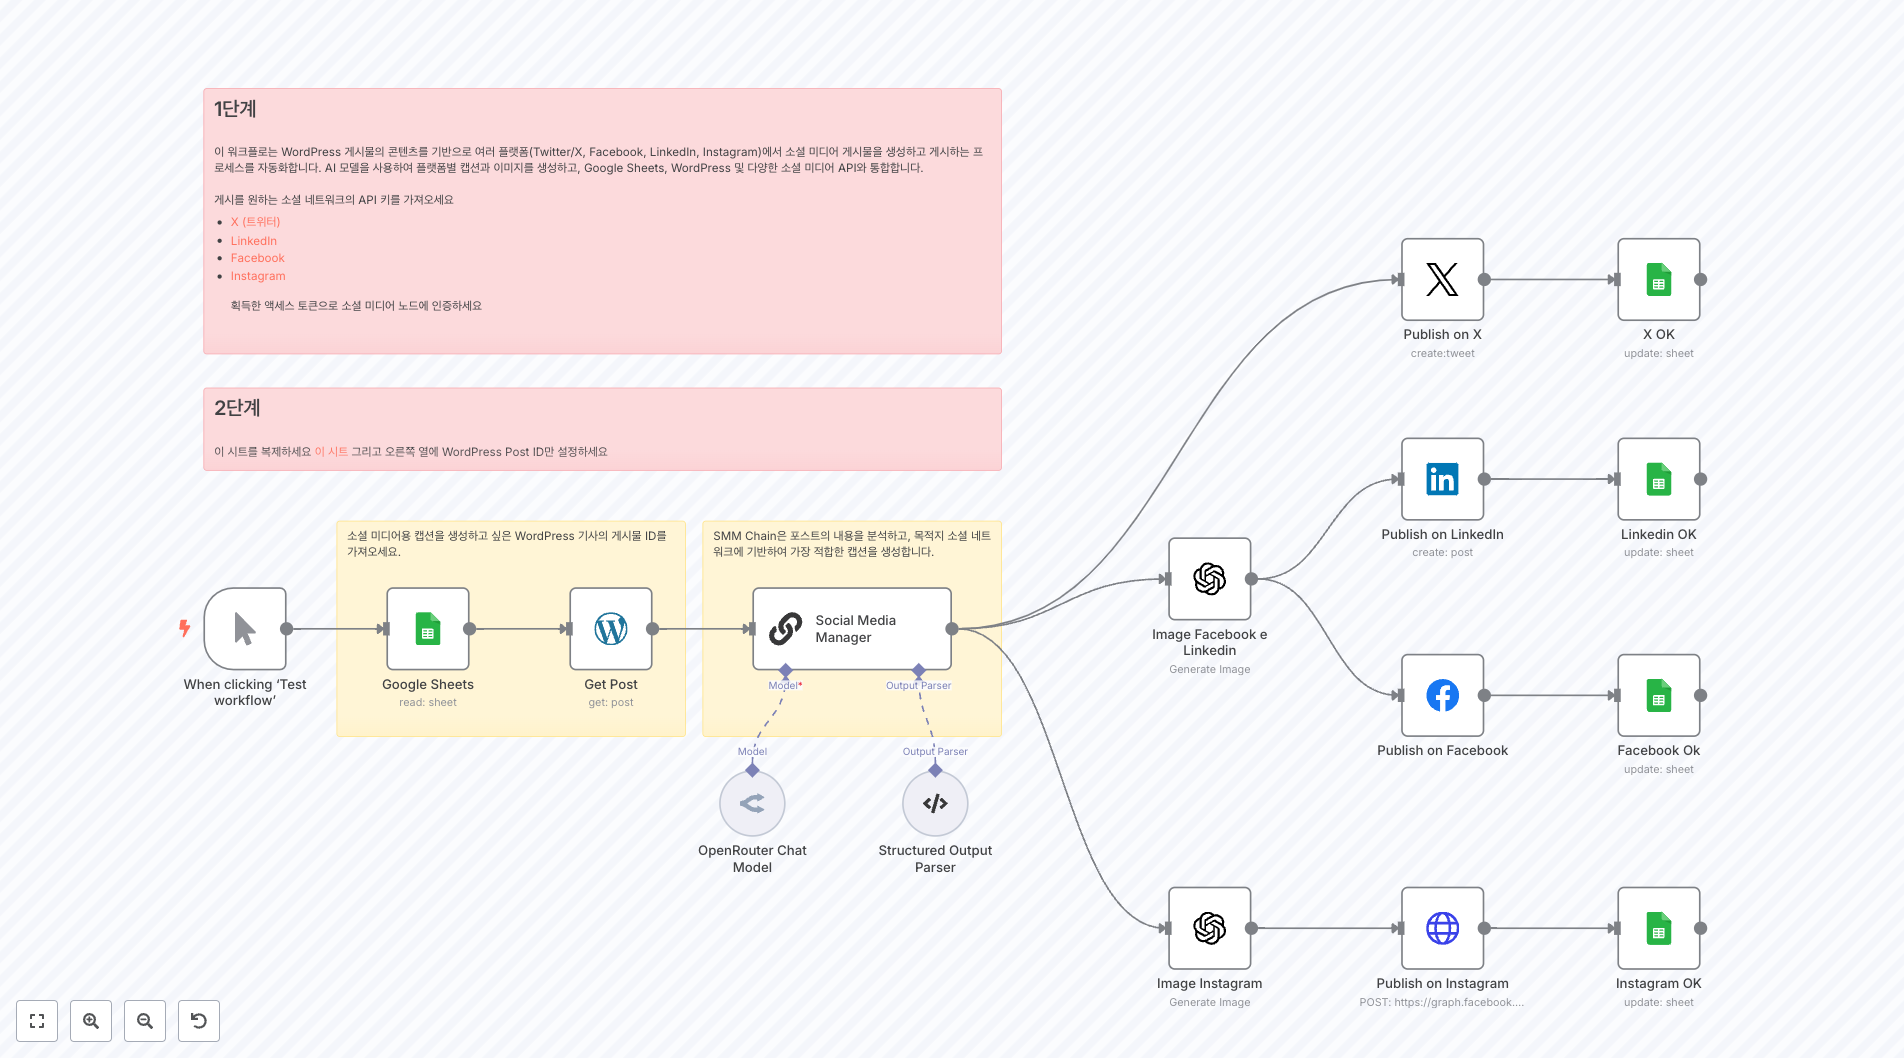 1단계
이 워크플로는 WordPress 게시물의 콘텐츠를 기반으로 여러 플랫폼(Twitter/X, Facebook, LinkedIn, Instagram)에서 소셜 미디어 게시물을 생성하고 게시하는 프
로세스를 자동화합니다. AI 모델을 사용하여 플랫폼별 캡션과 이미지를 생성하고, Google Sheets, WordPress 및 다양한 소셜 미디어 API와 통합합니다.
게시를 원하는 소셜 네트워크의 API 키를 가져오세요
X (트위터)
LinkedIn
Facebook
Instagram
획득한 액세스 토큰으로 소셜 미디어 노드에 인증하세요
2단계
이 시트를 복제하세요 이 시트 그리고 오른쪽 열에 WordPress Post ID만 설정하세요
소셜 미디어용 캡션을 생성하고 싶은 WordPress 기사의 게시물 ID를
가져오세요.
SMM Chain은 포스트의 내용을 분석하고, 목적지 소셜 네트
워크에 기반하여 가장 적합한 캡션을 생성합니다.
When clicking ‘Test
workflow’
Google Sheets
read: sheet
Get Post
get: post
Social Media
Manager
Model*
Output Parser
Model
Output Parser
OpenRouter Chat
Model
Structured Output
Parser
Publish on X
create:tweet
X OK
update: sheet
Publish on LinkedIn
create: post
Linkedin OK
update: sheet
Image Facebook e
Linkedin
Generate Image
Publish on Facebook
Facebook Ok
update: sheet
Image Instagram
Generate Image
Publish on Instagram
POST: https://graph.facebook....
Instagram OK
update: sheet